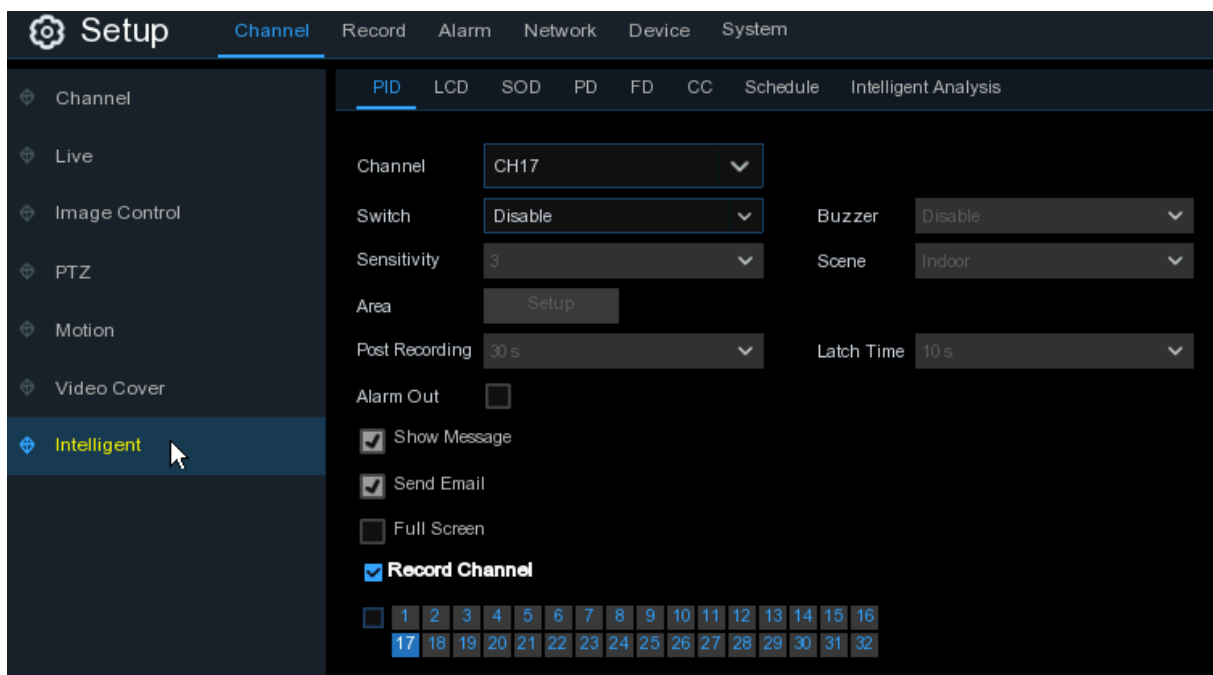 Setup Channel Record Alarm Network Device System
PID LCD SOD PD FD CC Schedule Intelligent Analysis
Channel
Live
Image Control
PTZ
Motion
Video Cover
Intelligent
Channel CH17
Switch Disable Buzzer Disable
Sensitivity 3 Scene Indoor
Area Setup
Post Recording 30 s Latch Time 10 s
Alarm Out
Show Message
Send Email
Full Screen
Record Channel
1 2 3 4 5 6 7 8 9 10 11 12 13 14 15 16
17 18 19 20 21 22 23 24 25 26 27 28 29 30 31 32